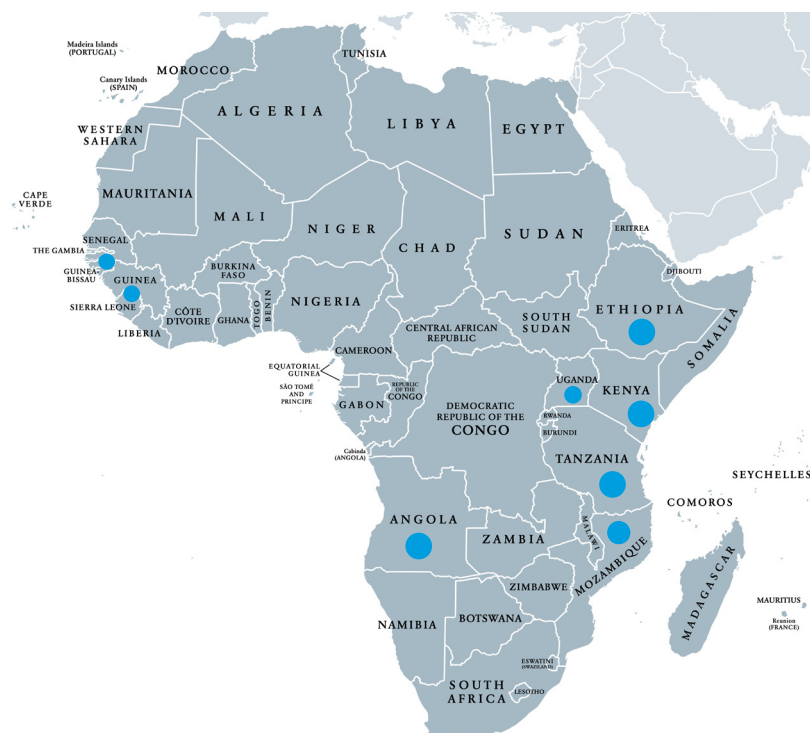 Madeira Islands
(PORTUGAL)
TUNISIA
MOROCCO
Canary Islands
(SPAIN)
ALGERIA
LIBYA
EGYPT
WESTERN
SAHARA
MAURITANIA
CAPE
VERDE
MALI
NIGER
CHAD
SUDAN
ERITREA
SENEGAL
THE GAMBIA
GUINEA-
BISSAU
GUINEA
BURKINA
FASO
DJIBOUTI
NIGERIA
BENIN
TOGO
GHANA
CÔTE
D'IVOIRE
SIERRA LEONE
LIBERIA
ETHIOPIA
SOUTH
SUDAN
SOMALIA
CENTRAL AFRICAN
REPUBLIC
CAMEROON
EQUATORIAL
GUINEA
SÃO TOMÉ
AND
PRINCIPE
GABON
REPUBLIC
OF THE
CONGO
UGANDA
KENYA
DEMOCRATIC
REPUBLIC OF THE
CONGO
RWANDA
BURUNDI
Cabinda
(ANGOLA)
TANZANIA
SEYCHELLES
COMOROS
ANGOLA
ZAMBIA
MALAWI
MOZAMBIQUE
MADAGASCAR
ZIMBABWE
MAURITIUS
Reunion
(FRANCE)
NAMIBIA
BOTSWANA
ESWATINI
(SWAZILAND)
SOUTH
AFRICA
LESOTHO